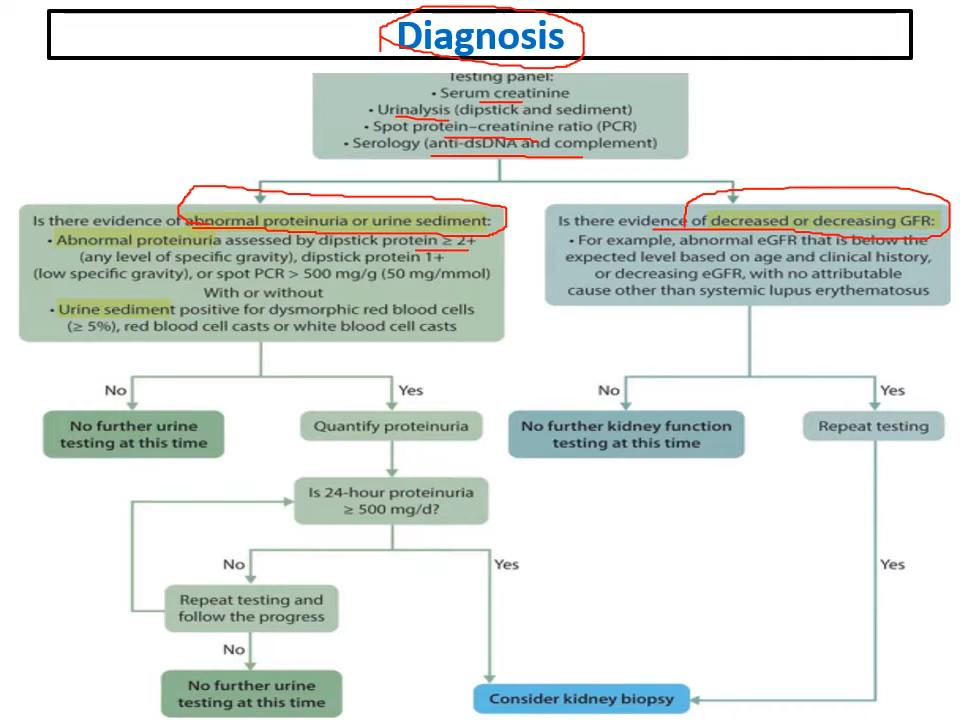 Diagnosis
Testing panel:
• Serum creatinine
• Urinalysis (dipstick and sediment)
• Spot protein–creatinine ratio (PCR)
• Serology (anti-dsDNA and complement)
Is there evidence of abnormal proteinuria or urine sediment:
• Abnormal proteinuria assessed by dipstick protein ≥ 2+
(any level of specific gravity), dipstick protein 1+
(low specific gravity), or spot PCR > 500 mg/g (50 mg/mmol)
With or without
• Urine sediment positive for dysmorphic red blood cells
(≥ 5%), red blood cell casts or white blood cell casts
Is there evidence of decreased or decreasing GFR:
• For example, abnormal eGFR that is below the
expected level based on age and clinical history,
or decreasing eGFR, with no attributable
cause other than systemic lupus erythematosus
No
Yes
No
Yes
No further urine
testing at this time
Quantify proteinuria
No further kidney function
testing at this time
Repeat testing
Is 24-hour proteinuria
≥ 500 mg/d?
No
Yes
Yes
Repeat testing and
follow the progress
No
No further urine
testing at this time
Consider kidney biopsy